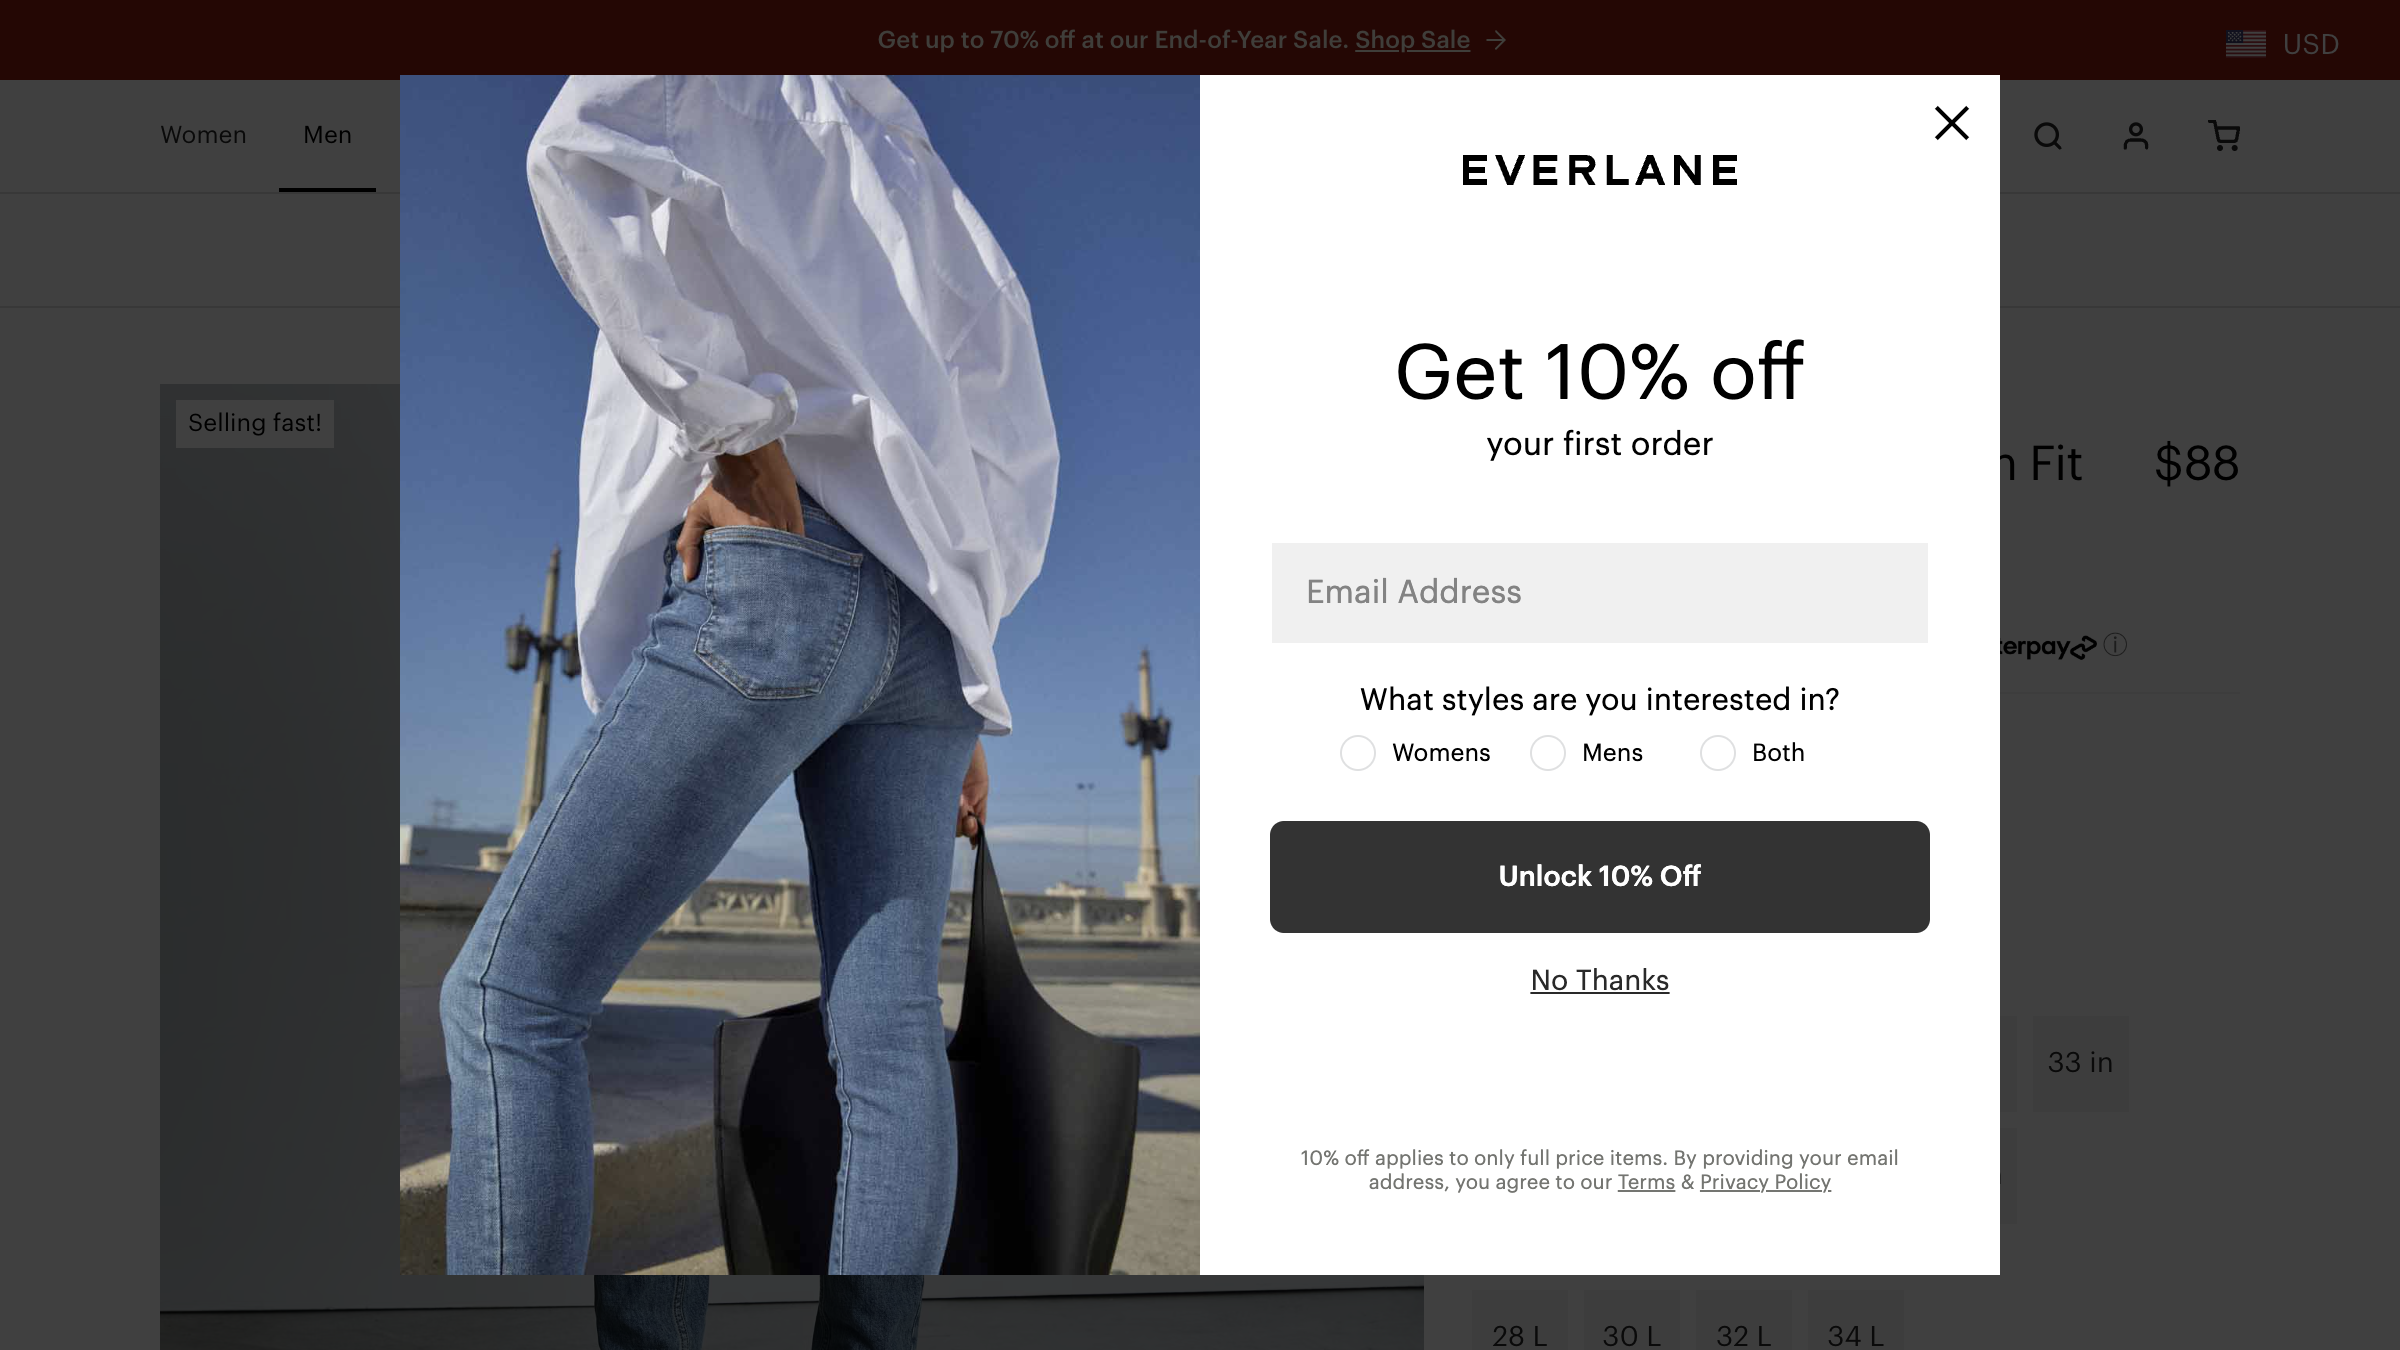 Get up to 70% off at our End-of-Year Sale. Shop Sale →
USD
Women
Men
EVERLANE
Get 10% off
your first order
Email Address
What styles are you interested in?
Womens
Mens
Both
Unlock 10% Off
No Thanks
10% off applies to only full price items. By providing your email
address, you agree to our Terms & Privacy Policy
Selling fast!
Fit
$88
33 in
28 L
30 L
32 L
34 L